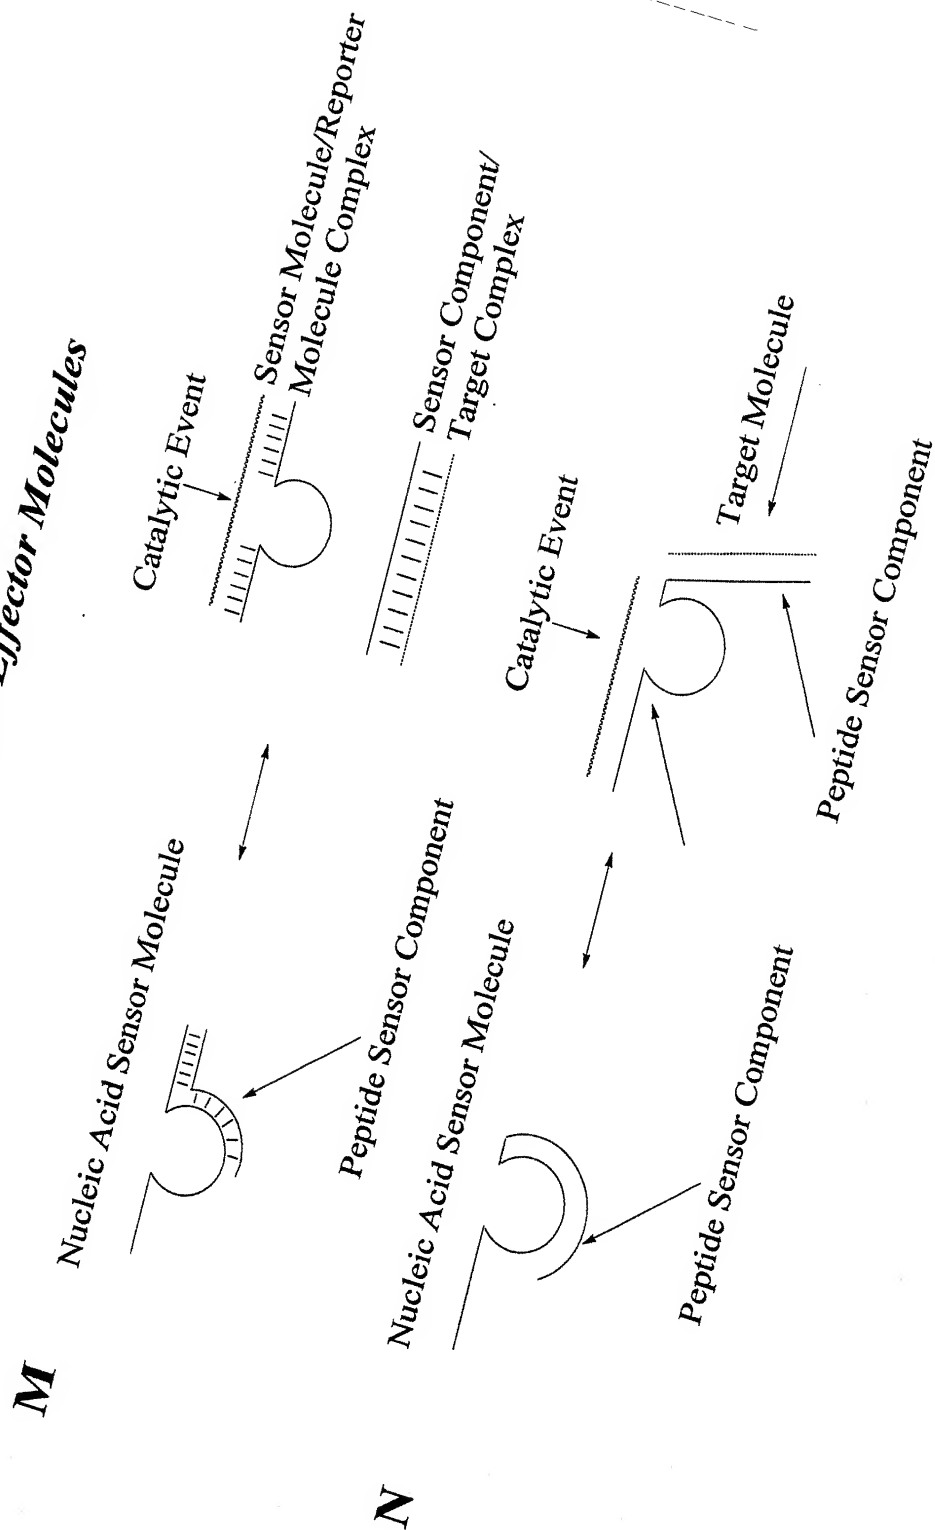 Effector Molecules
M
Nucleic Acid Sensor Molecule
Peptide Sensor Component
Catalytic Event
Sensor Molecule/Reporter
Molecule Complex
Sensor Component/
Target Complex
N
Nucleic Acid Sensor Molecule
Peptide Sensor Component
Catalytic Event
Target Molecule
Peptide Sensor Component